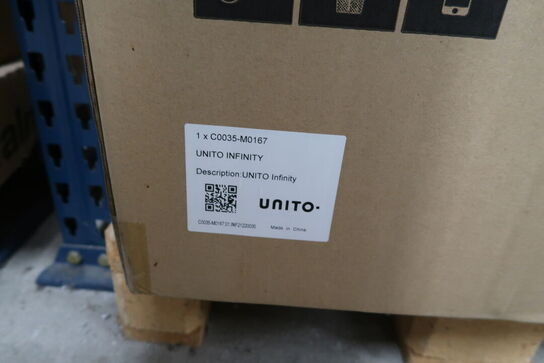 1 x C0035-M0167
UNITO INFINITY
Description:UNITO Infinity
UNITO
Made in China